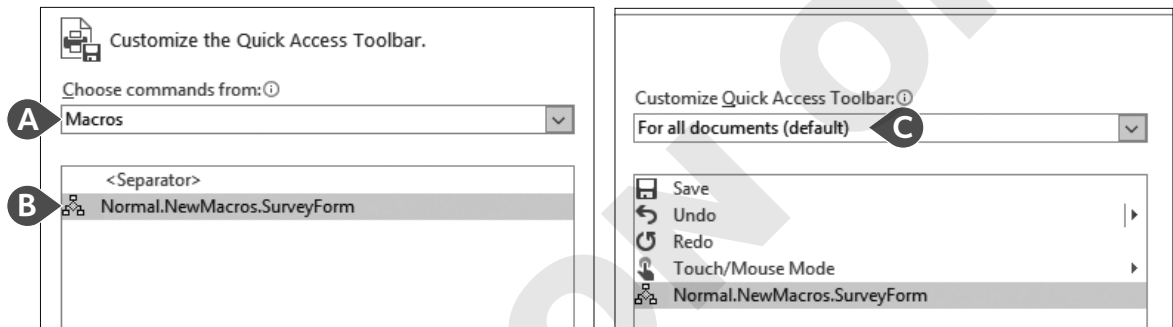 Customize the Quick Access Toolbar.
Choose commands from:
A
Macros
<Separator>
B
Normal.NewMacros.SurveyForm
Customize Quick Access Toolbar:
For all documents (default)
C
Save
Undo
Redo
Touch/Mouse Mode
Normal.NewMacros.SurveyForm